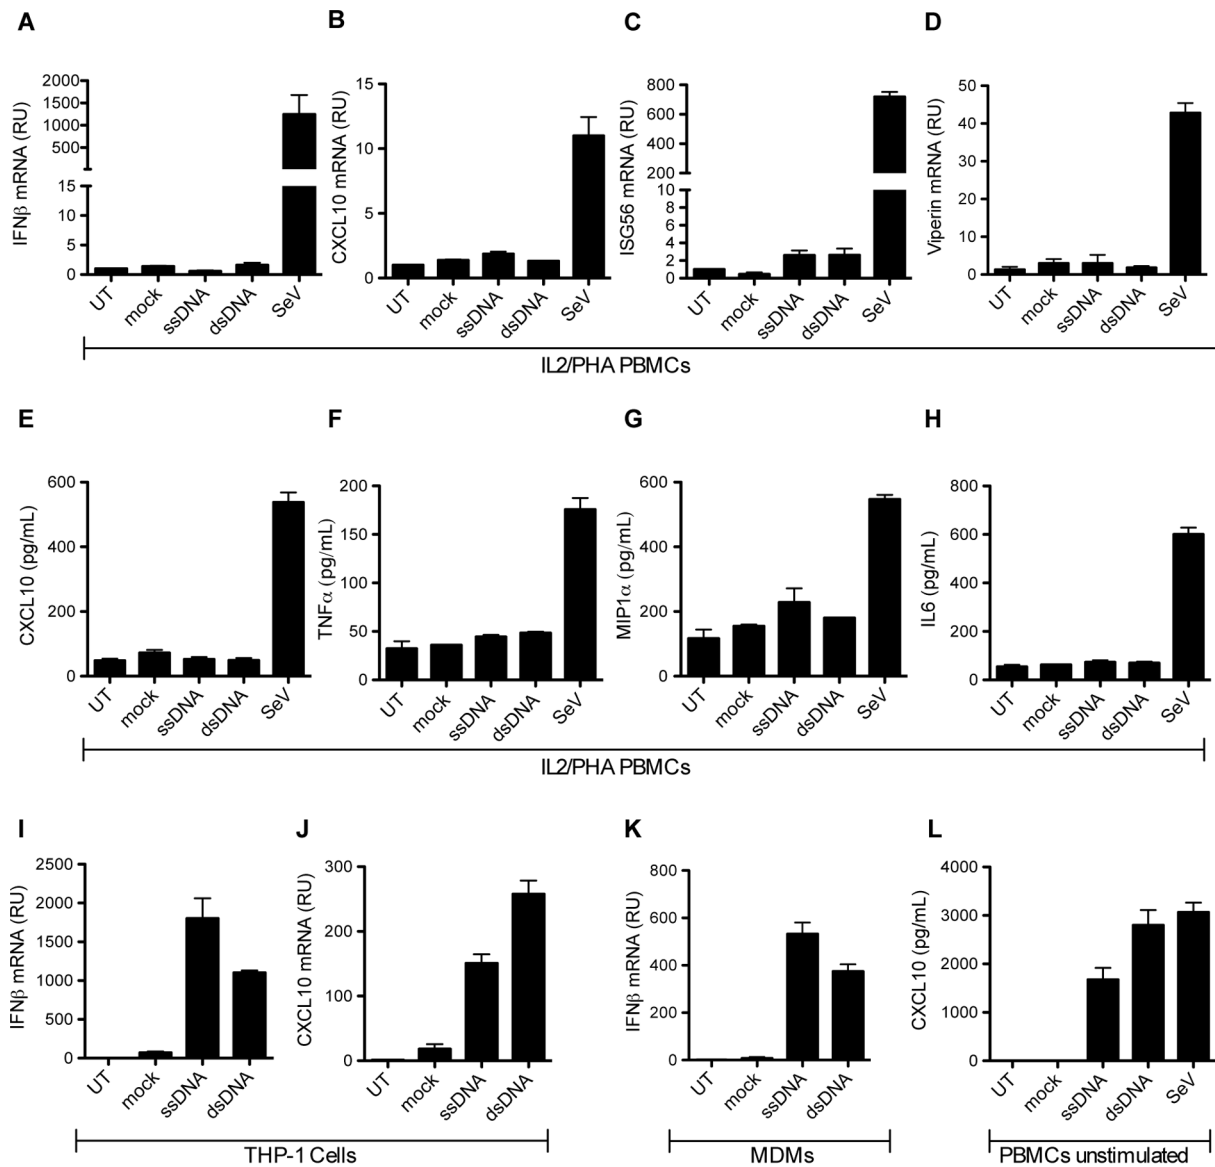 A
B
C
D
IFNβ mRNA (RU)
2000
1500
1000
500
15
10
5
0
UT
mock
ssDNA
dsDNA
SeV
CXCL10 mRNA (RU)
15
10
5
0
UT
mock
ssDNA
dsDNA
SeV
ISG56 mRNA (RU)
800
600
400
200
10
8
6
4
2
0
UT
mock
ssDNA
dsDNA
SeV
Viperin mRNA (RU)
50
40
30
20
10
0
UT
mock
ssDNA
dsDNA
SeV
IL2/PHA PBMCs
E
F
G
H
CXCL10 (pg/mL)
600
400
200
0
UT
mock
ssDNA
dsDNA
SeV
TNFα (pg/mL)
200
150
100
50
0
UT
mock
ssDNA
dsDNA
SeV
MIP1α (pg/mL)
600
400
200
0
UT
mock
ssDNA
dsDNA
SeV
IL6 (pg/mL)
800
600
400
200
0
UT
mock
ssDNA
dsDNA
SeV
IL2/PHA PBMCs
I
J
K
L
IFNβ mRNA (RU)
2500
2000
1500
1000
500
0
UT
mock
ssDNA
dsDNA
CXCL10 mRNA (RU)
300
200
100
0
UT
mock
ssDNA
dsDNA
THP-1 Cells
IFNβ mRNA (RU)
800
600
400
200
0
UT
mock
ssDNA
dsDNA
MDMs
CXCL10 (pg/mL)
4000
3000
2000
1000
0
UT
mock
ssDNA
dsDNA
SeV
PBMCs unstimulated